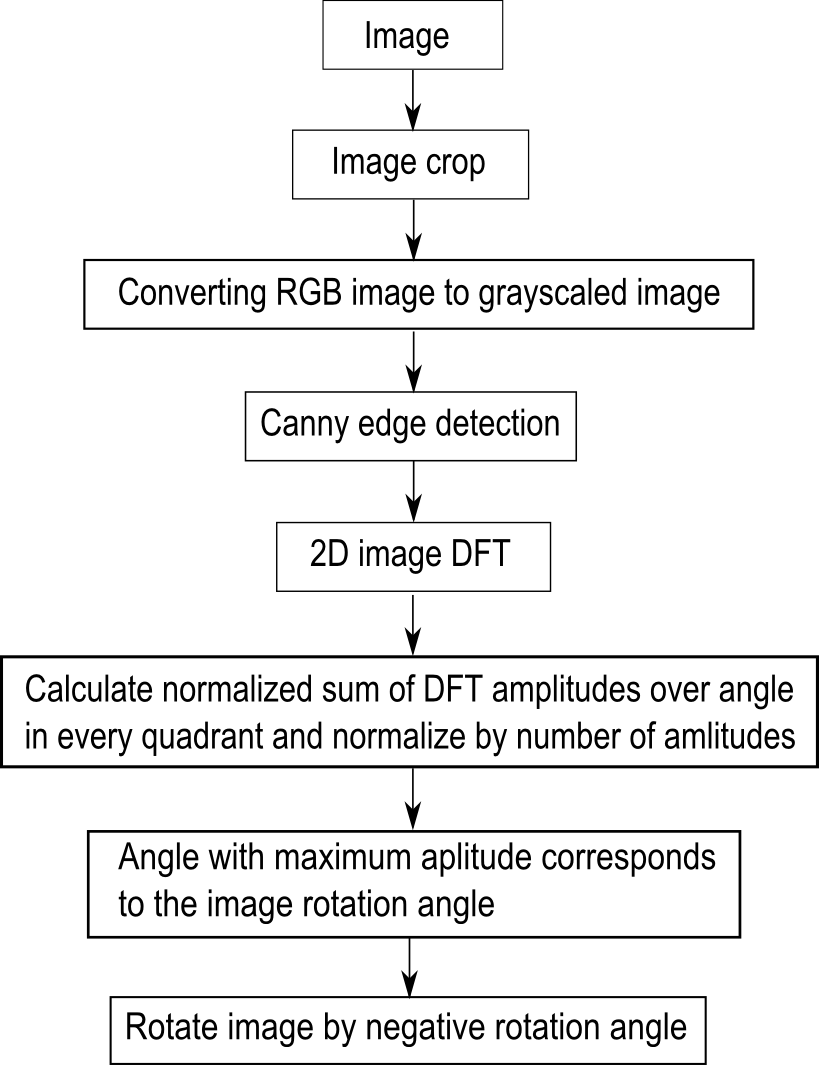 Image
Image crop
Converting RGB image to grayscaled image
Canny edge detection
2D image DFT
Calculate normalized sum of DFT amplitudes over angle
in every quadrant and normalize by number of amlitudes
Angle with maximum aplitude corresponds
to the image rotation angle
Rotate image by negative rotation angle